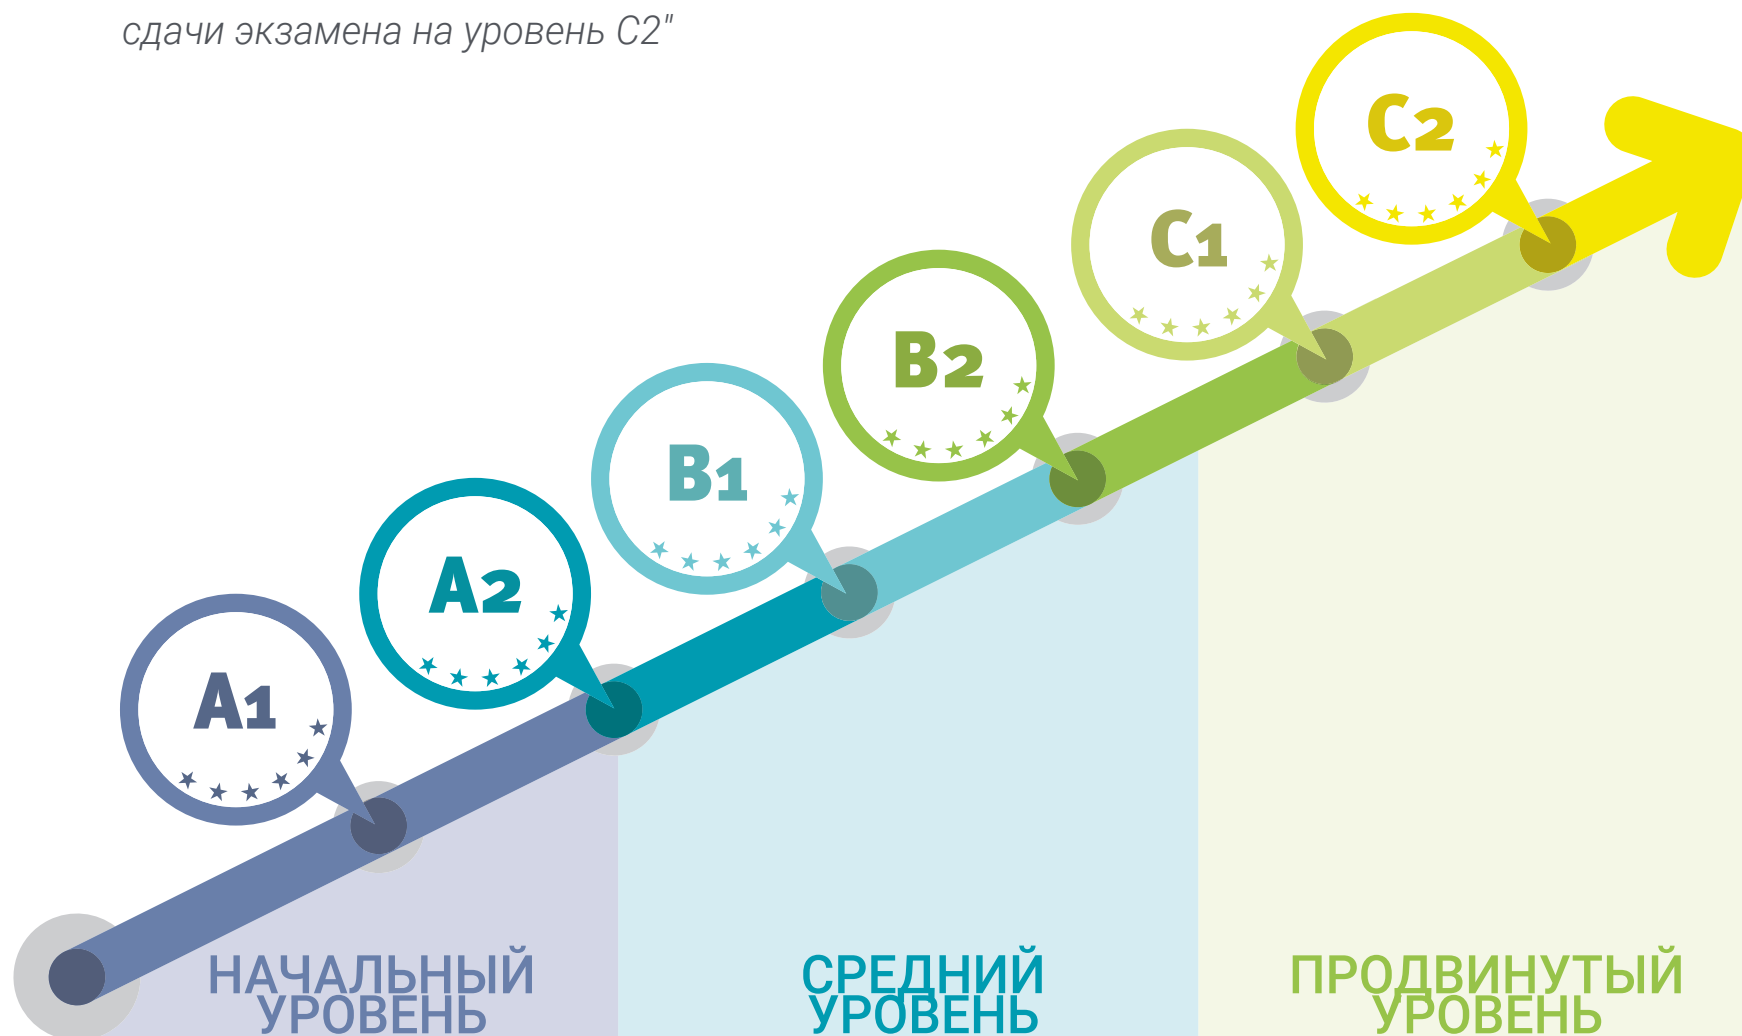 сдачи экзамена на уровень С2"
C2
C1
B2
B1
A2
A1
НАЧАЛЬНЫЙ
УРОВЕНЬ
СРЕДНИЙ
УРОВЕНЬ
ПРОДВИНУТЫЙ
УРОВЕНЬ